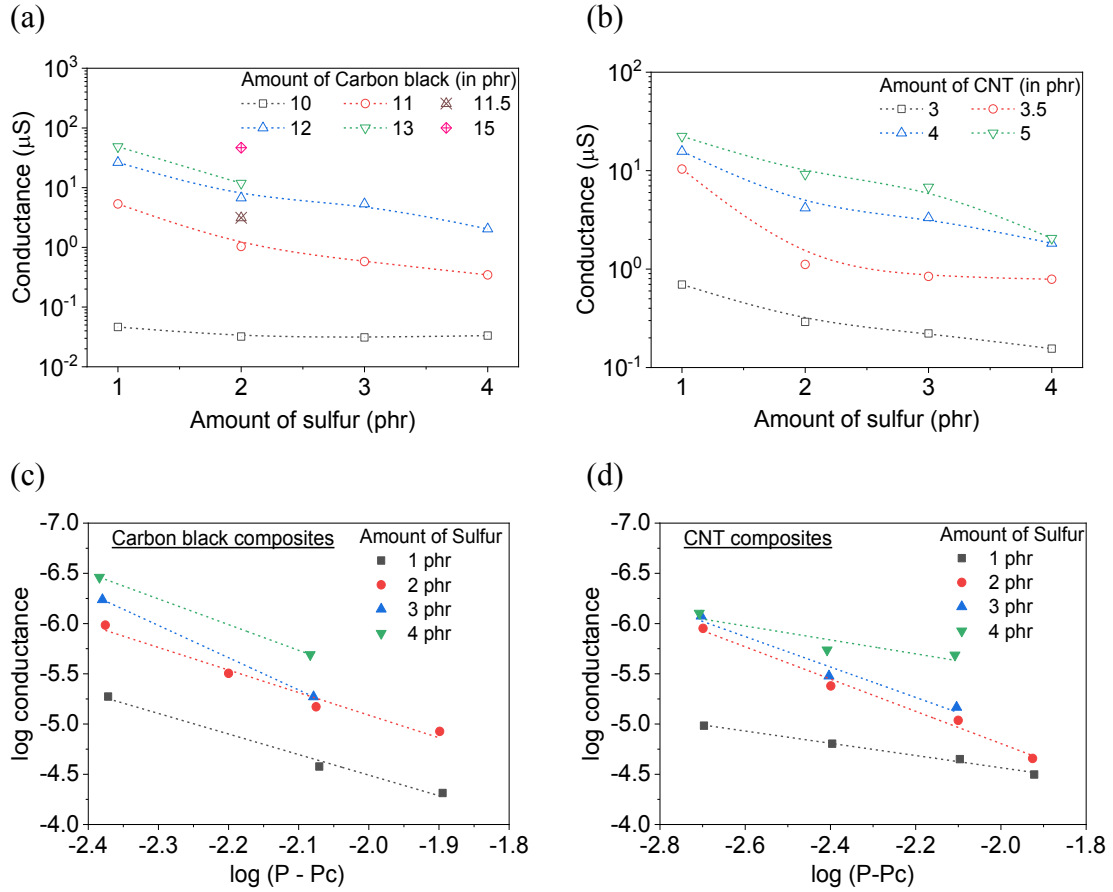 (a)
Conductance (µS)
10³
10²
10¹
10⁰
10⁻¹
10⁻²
Amount of Carbon black (in phr)
10 11 11.5
12 13 15
1 2 3 4
Amount of sulfur (phr)
(b)
Conductance (µS)
10²
10¹
10⁰
10⁻¹
Amount of CNT (in phr)
3 3.5
4 5
1 2 3 4
Amount of sulfur (phr)
(c)
log conductance
-7.0
-6.5
-6.0
-5.5
-5.0
-4.5
-4.0
Carbon black composites
Amount of Sulfur
1 phr
2 phr
3 phr
4 phr
-2.4 -2.3 -2.2 -2.1 -2.0 -1.9 -1.8
log (P - Pc)
(d)
log conductance
-7.0
-6.5
-6.0
-5.5
-5.0
-4.5
-4.0
CNT composites
Amount of Sulfur
1 phr
2 phr
3 phr
4 phr
-2.8 -2.6 -2.4 -2.2 -2.0 -1.8
log (P-Pc)